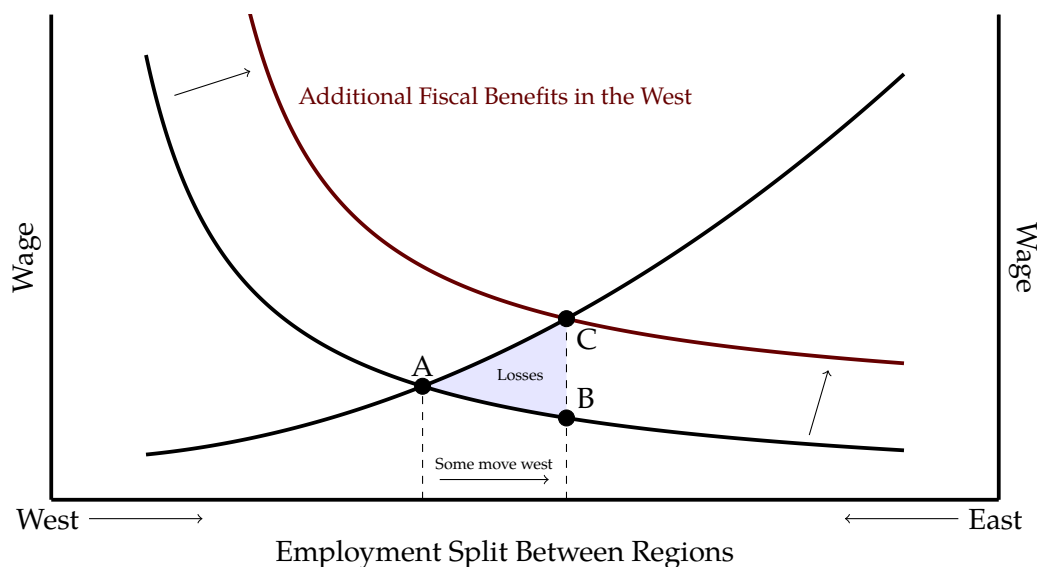 Additional Fiscal Benefits in the West
Wage
Wage
C
A
Losses
B
Some move west
West
East
Employment Split Between Regions